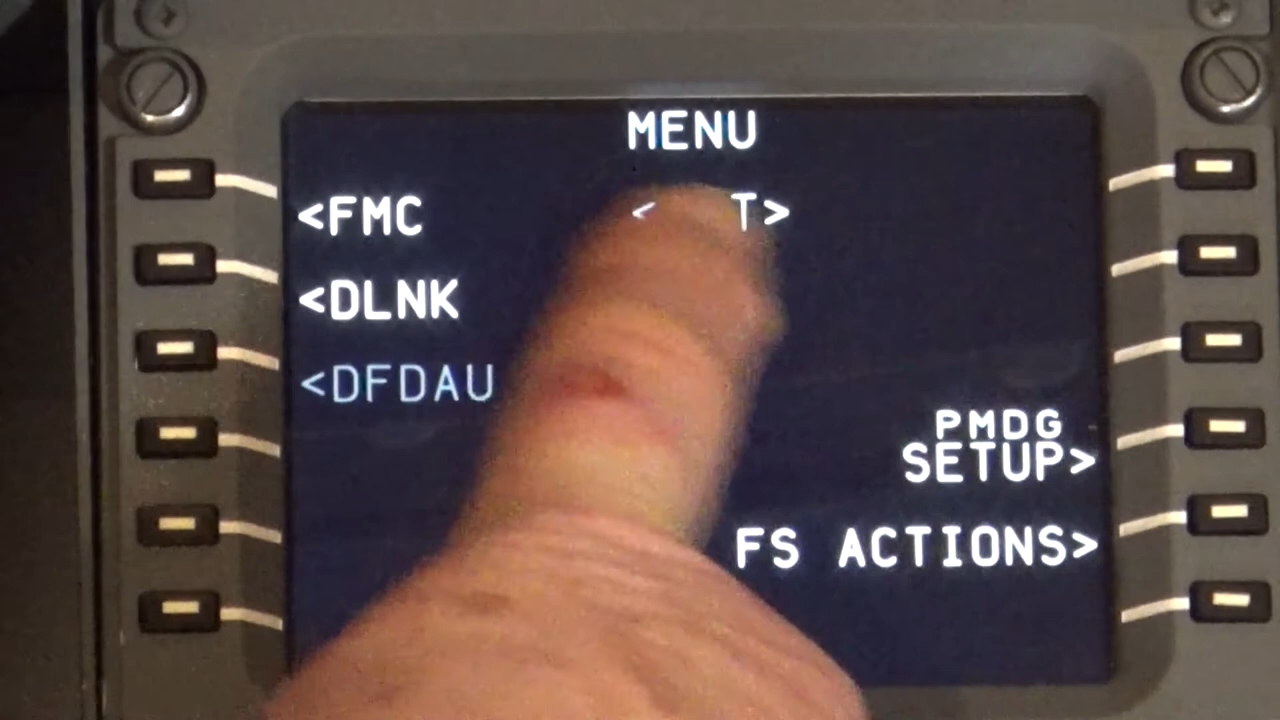 MENU
<FMC < T>
<DLNK
<DFDAU
PMDG
SETUP>
FS ACTIONS>